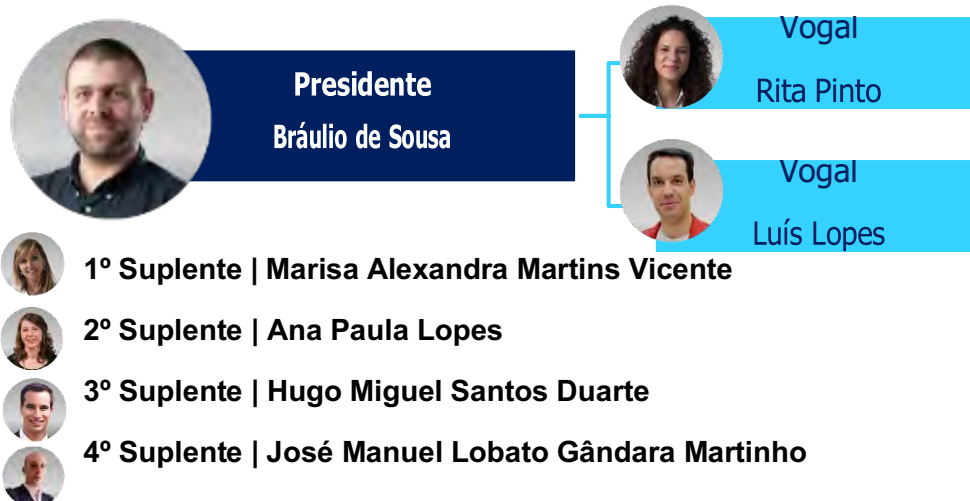 Presidente
Bráulio de Sousa
Vogal
Rita Pinto
Vogal
Luís Lopes
1º Suplente | Marisa Alexandra Martins Vicente
2º Suplente | Ana Paula Lopes
3º Suplente | Hugo Miguel Santos Duarte
4º Suplente | José Manuel Lobato Gândara Martinho